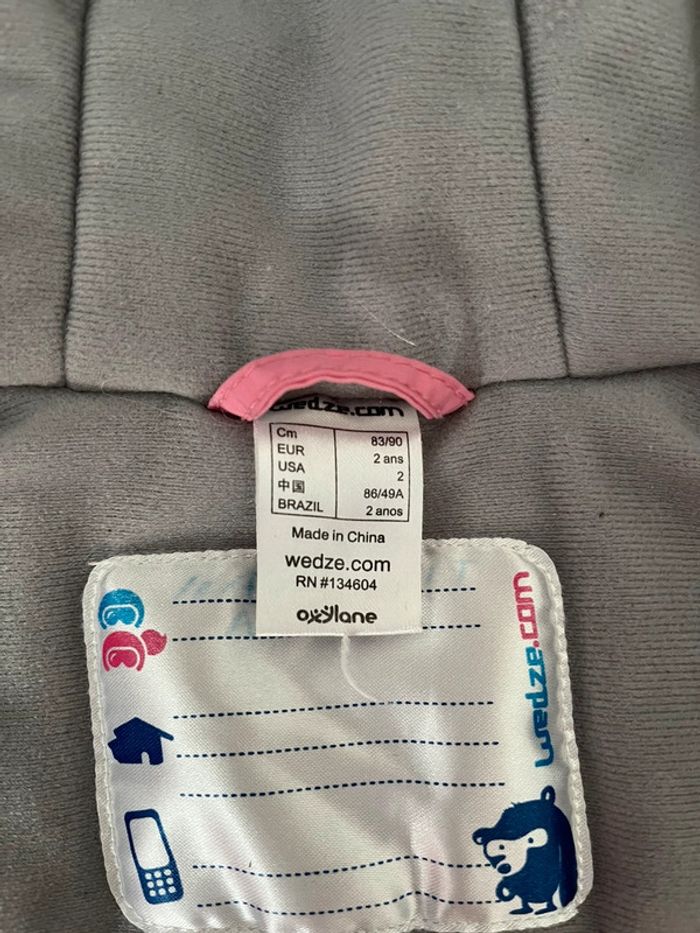 wedze.com
Cm 83/90
EUR 2 ans
USA 2
中国 86/49A
BRAZIL 2 anos
Made in China
wedze.com
RN #134604
oxylane
wedze.com